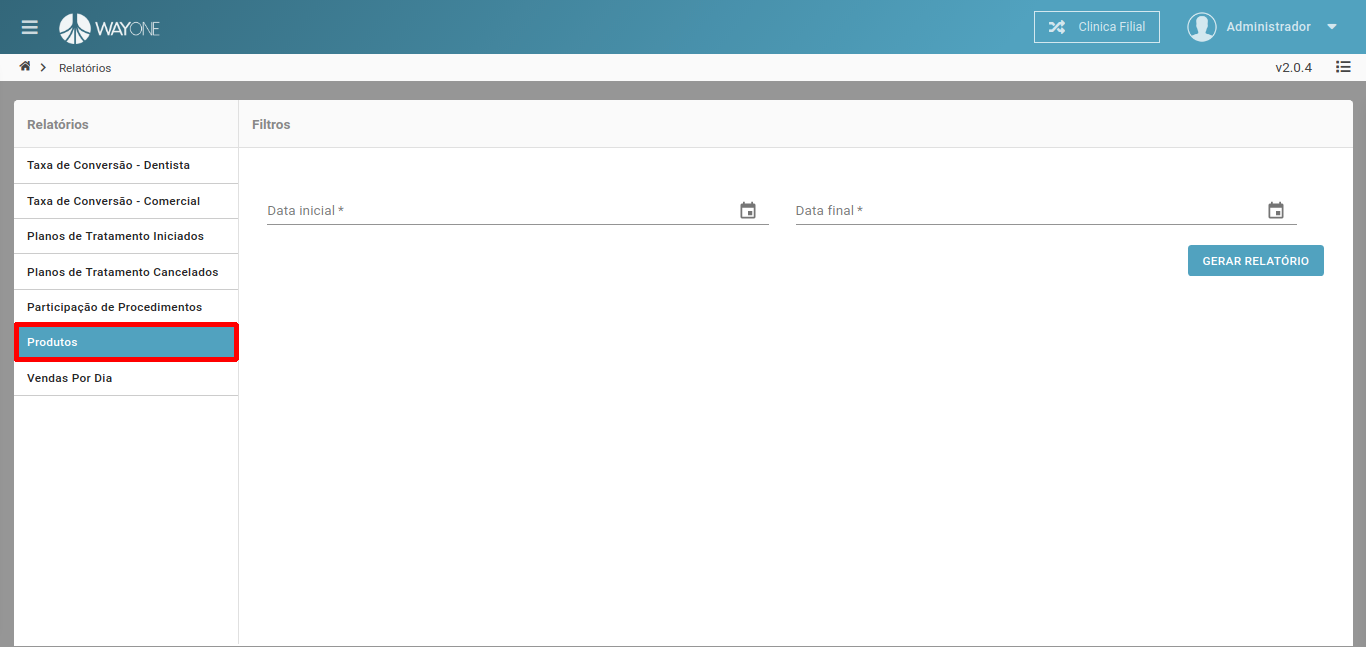 WAYONE
Clinica Filial
Administrador
Relatórios
v2.0.4
Relatórios
Filtros
Taxa de Conversão - Dentista
Taxa de Conversão - Comercial
Planos de Tratamento Iniciados
Planos de Tratamento Cancelados
Participação de Procedimentos
Produtos
Vendas Por Dia
Data inicial *
Data final *
GERAR RELATÓRIO